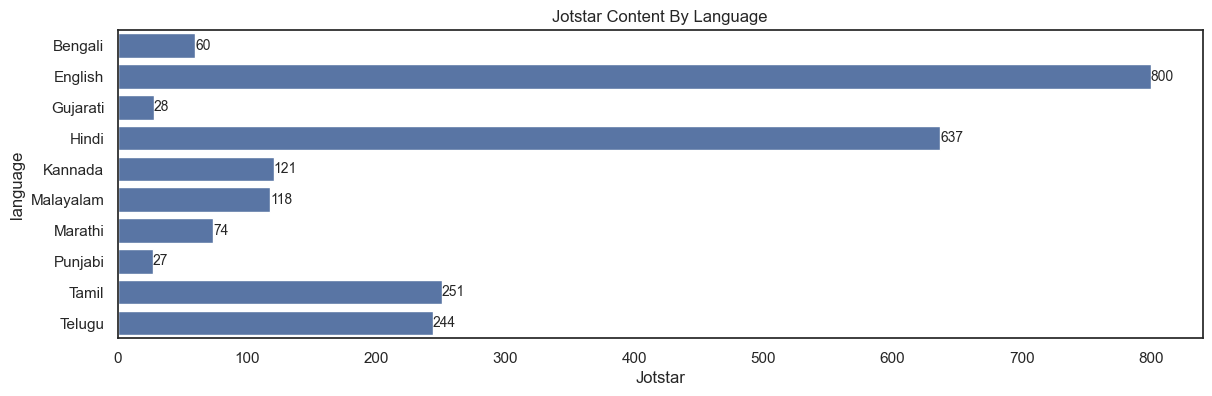 Jotstar Content By Language
language
Bengali 60
English 800
Gujarati 28
Hindi 637
Kannada 121
Malayalam 118
Marathi 74
Punjabi 27
Tamil 251
Telugu 244
0 100 200 300 400 500 600 700 800
Jotstar